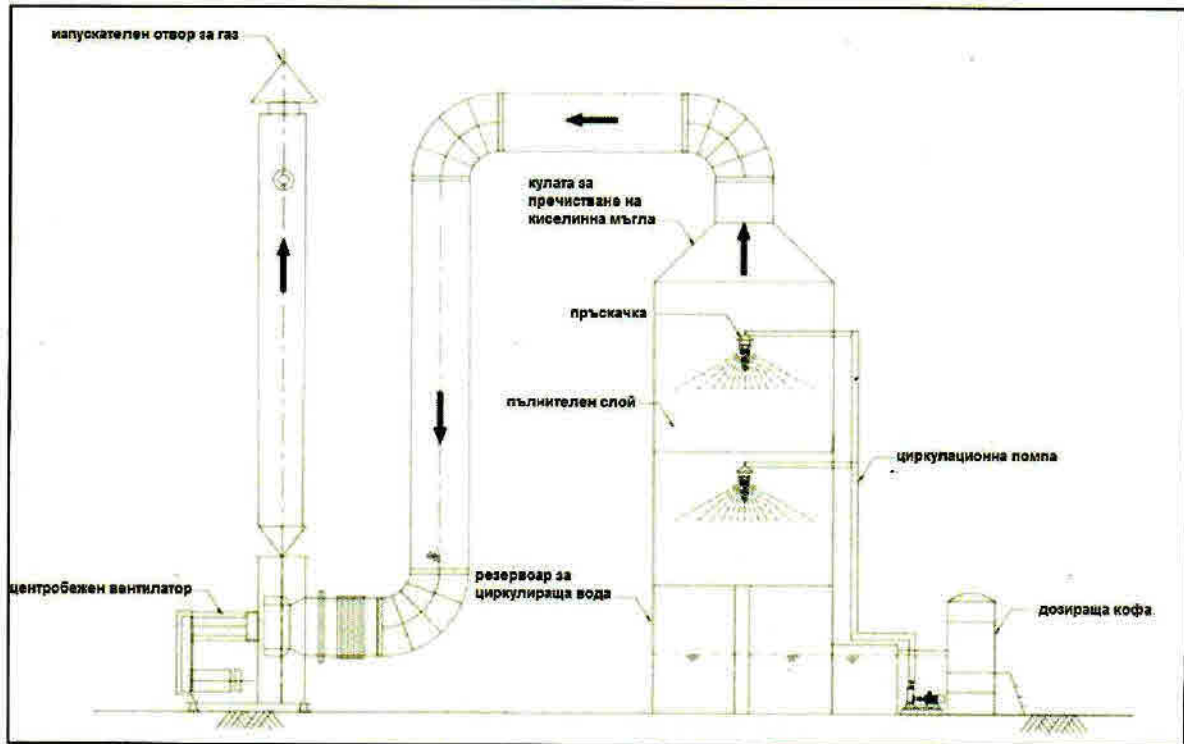 изпускателен отвор за газ
кулата за
пречистване на
киселинна мъгла
пръскачка
пълнителен слой
циркулационна помпа
центробежен вентилатор
резервоар за
циркулираща вода
дозираща кофа